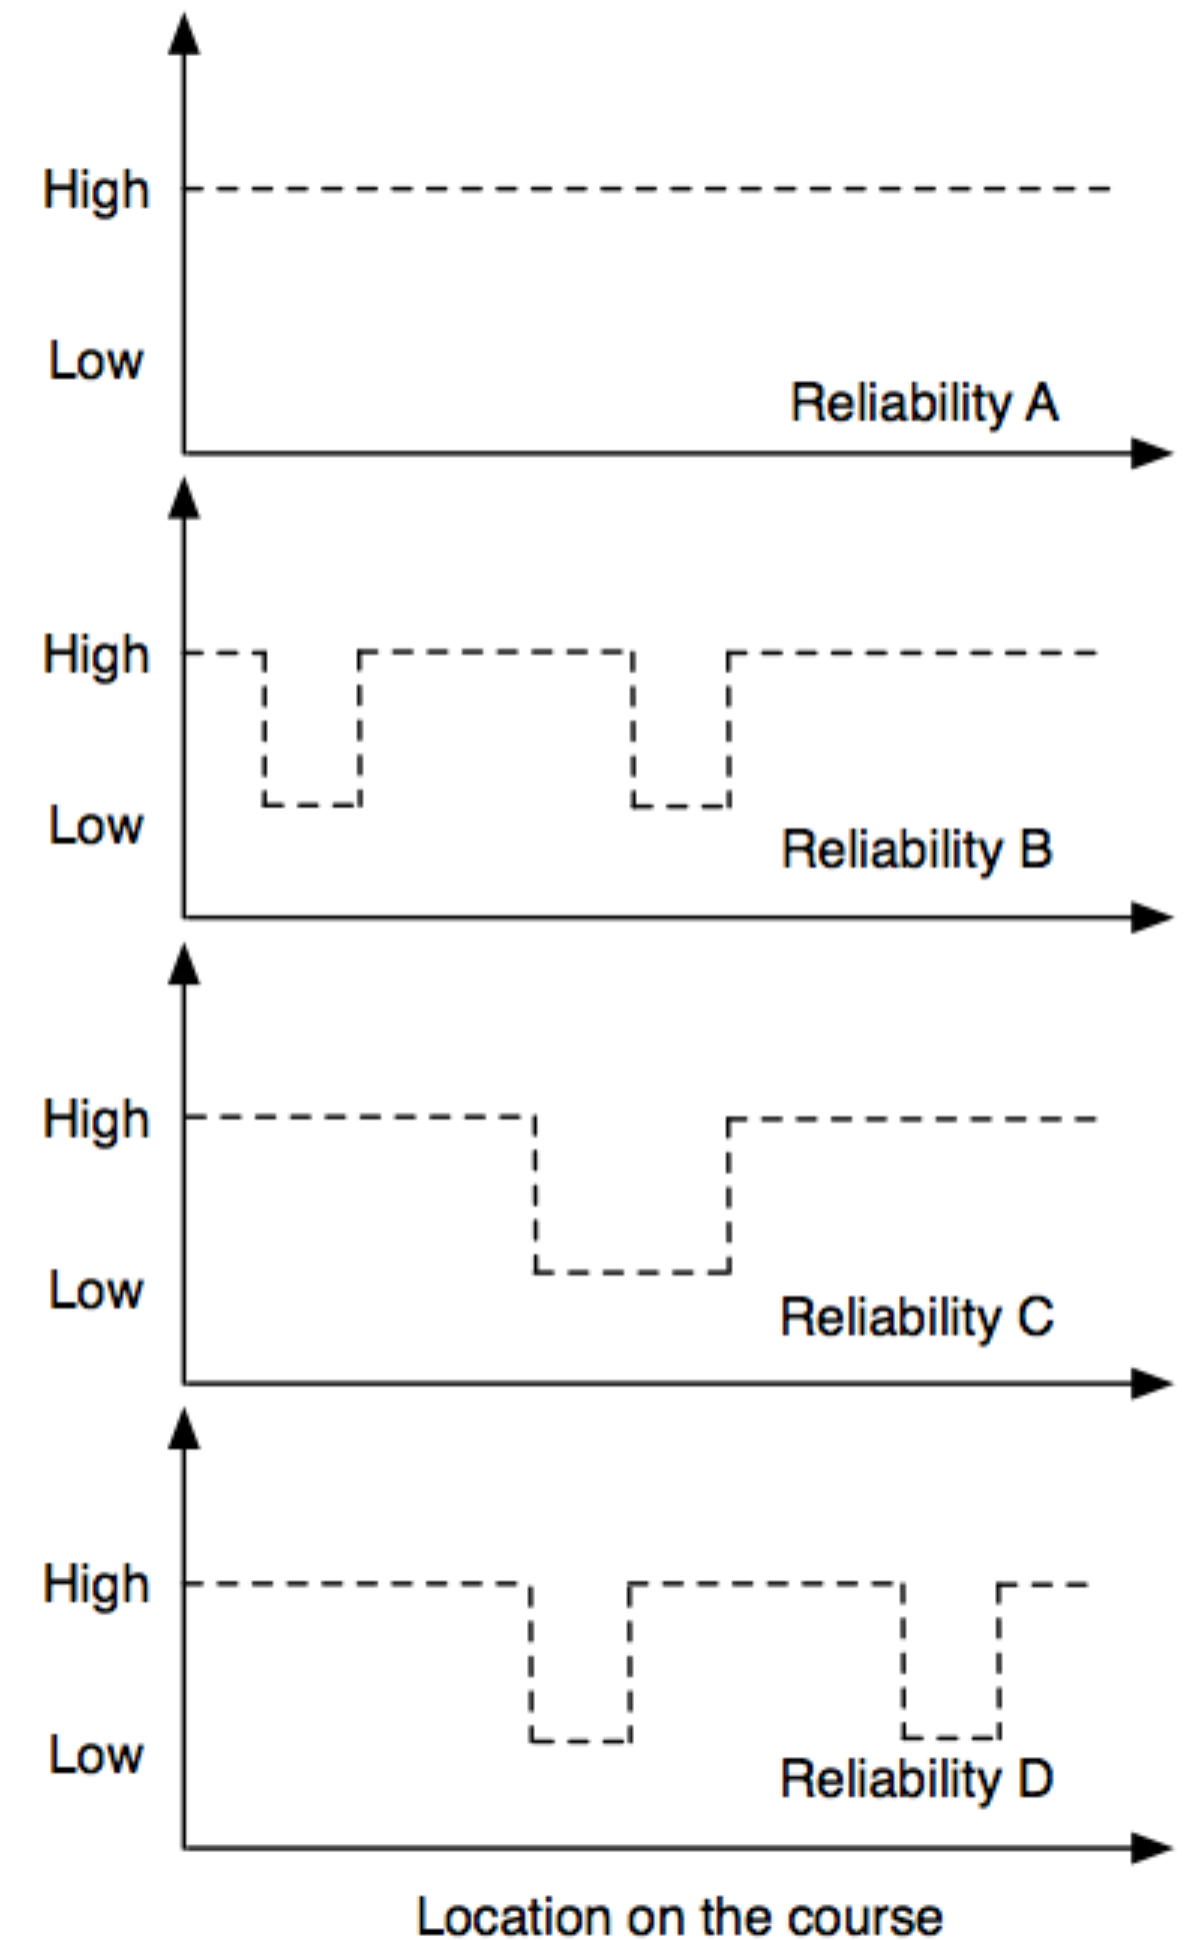 High
Low
Reliability A
High
Low
Reliability B
High
Low
Reliability C
High
Low
Reliability D
Location on the course